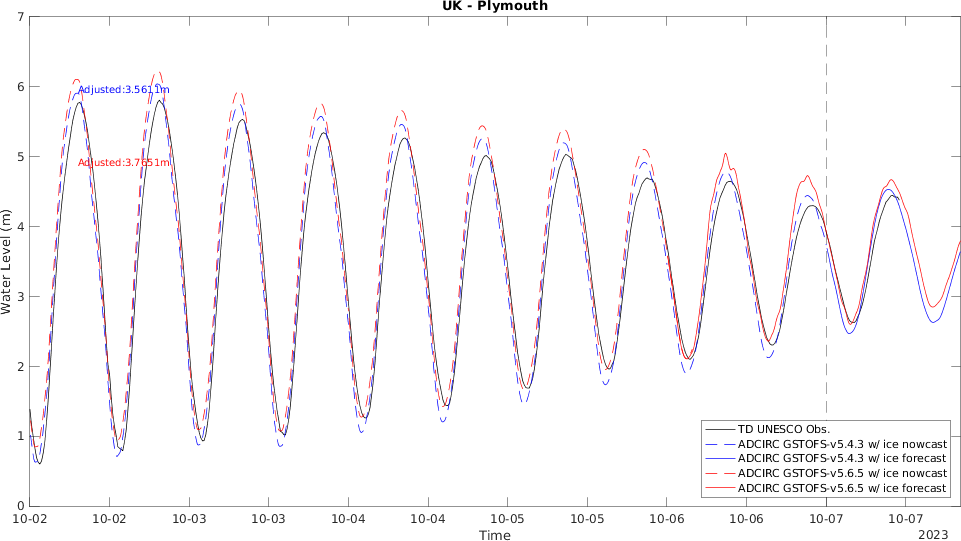 UK - Plymouth
7
6
5
4
3
2
1
0
Water Level (m)
Adjusted:3.5611m
Adjusted:3.7651m
TD UNESCO Obs.
ADCIRC GSTOFS-v5.4.3 w/ ice nowcast
ADCIRC GSTOFS-v5.4.3 w/ ice forecast
ADCIRC GSTOFS-v5.6.5 w/ ice nowcast
ADCIRC GSTOFS-v5.6.5 w/ ice forecast
10-02 10-02 10-03 10-03 10-04 10-04 10-05 10-05 10-06 10-06 10-07 10-07
Time
2023